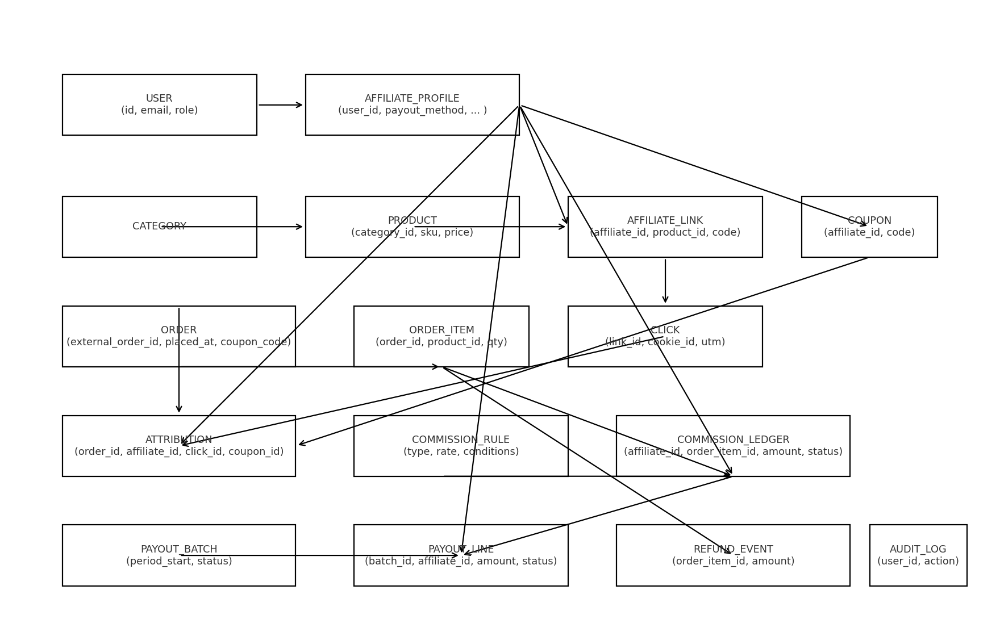 USER
(id, email, role)
AFFILIATE_PROFILE
(user_id, payout_method, ... )
CATEGORY
PRODUCT
(category_id, sku, price)
AFFILIATE_LINK
(affiliate_id, product_id, code)
COUPON
(affiliate_id, code)
ORDER
(external_order_id, placed_at, coupon_code)
ORDER_ITEM
(order_id, product_id, qty)
CLICK
(link_id, cookie_id, utm)
ATTRIBUTION
(order_id, affiliate_id, click_id, coupon_id)
COMMISSION_RULE
(type, rate, conditions)
COMMISSION_LEDGER
(affiliate_id, order_item_id, amount, status)
PAYOUT_BATCH
(period_start, status)
PAYOUT_LINE
(batch_id, affiliate_id, amount, status)
REFUND_EVENT
(order_item_id, amount)
AUDIT_LOG
(user_id, action)